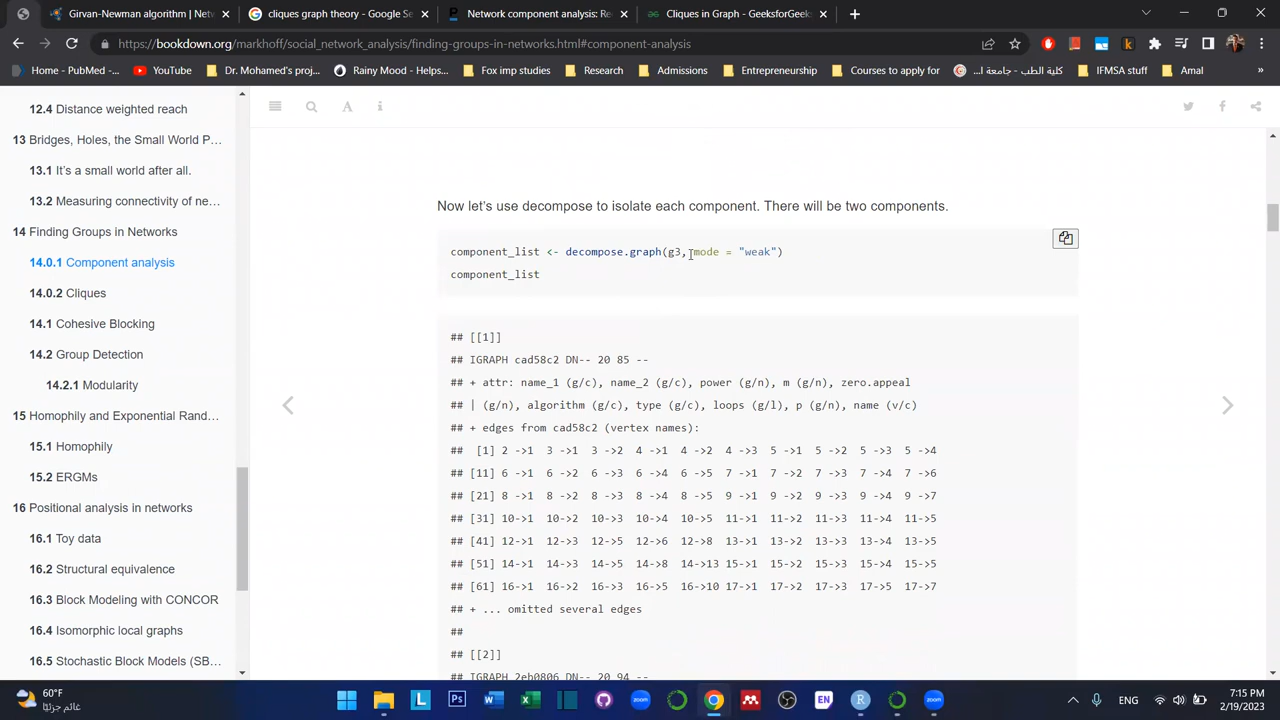 Girvan-Newman algorithm | Netw
cliques graph theory - Google Se
Network component analysis: Re
Cliques in Graph - GeeksforGeeks
https://bookdown.org/markhoff/social_network_analysis/finding-groups-in-networks.html#component-analysis
Home - PubMed - ...
YouTube
Dr. Mohamed's proj...
Rainy Mood - Helps...
Fox imp studies
Research
Admissions
Entrepreneurship
Courses to apply for
كلية الطب - جامعة ا...
IFMSA content
Amal
»
12.4 Distance weighted reach
13 Bridges, Holes, the Small World P...
13.1 It's a small world after all.
13.2 Measuring connectivity of ne...
14 Finding Groups in Networks
14.0.1 Component analysis
14.0.2 Cliques
14.1 Cohesive Blocking
14.2 Group Detection
14.2.1 Modularity
15 Homophily and Exponential Rand...
15.1 Homophily
15.2 ERGMs
16 Positional analysis in networks
16.1 Toy data
16.2 Structural equivalence
16.3 Block Modeling with CONCOR
16.4 Isomorphic local graphs
16.5 Stochastic Block Models (SB...
Now let's use decompose to isolate each component. There will be two components.
component_list <- decompose.graph(g3, mode = "weak")
component_list
## [[1]]
## IGRAPH cad58c2 DN-- 20 85 --
## + attr: name_1 (g/c), name_2 (g/c), power (g/n), m (g/n), zero.appeal
## | (g/n), algorithm (g/c), type (g/c), loops (g/l), p (g/n), name (v/c)
## + edges from cad58c2 (vertex names):
## [1] 2 ->1 3 ->1 3 ->2 4 ->1 4 ->2 4 ->3 5 ->1 5 ->2 5 ->3 5 ->4
## [11] 6 ->1 6 ->2 6 ->3 6 ->4 6 ->5 7 ->1 7 ->2 7 ->3 7 ->4 7 ->6
## [21] 8 ->1 8 ->2 8 ->3 8 ->4 8 ->5 9 ->1 9 ->2 9 ->3 9 ->4 9 ->7
## [31] 10->1 10->2 10->3 10->4 10->5 11->1 11->2 11->3 11->4 11->5
## [41] 12->1 12->3 12->5 12->6 12->8 13->1 13->2 13->3 13->4 13->5
## [51] 14->1 14->3 14->5 14->8 14->13 15->1 15->2 15->3 15->4 15->5
## [61] 16->1 16->2 16->3 16->5 16->10 17->1 17->2 17->3 17->5 17->7
## + ... omitted several edges
##
## [[2]]
## IGRAPH 2eb0806 DN-- 20 94 --
60°F
غائم جزئيًا
EN
zoom
zoom
ENG
7:15 PM
2/19/2023